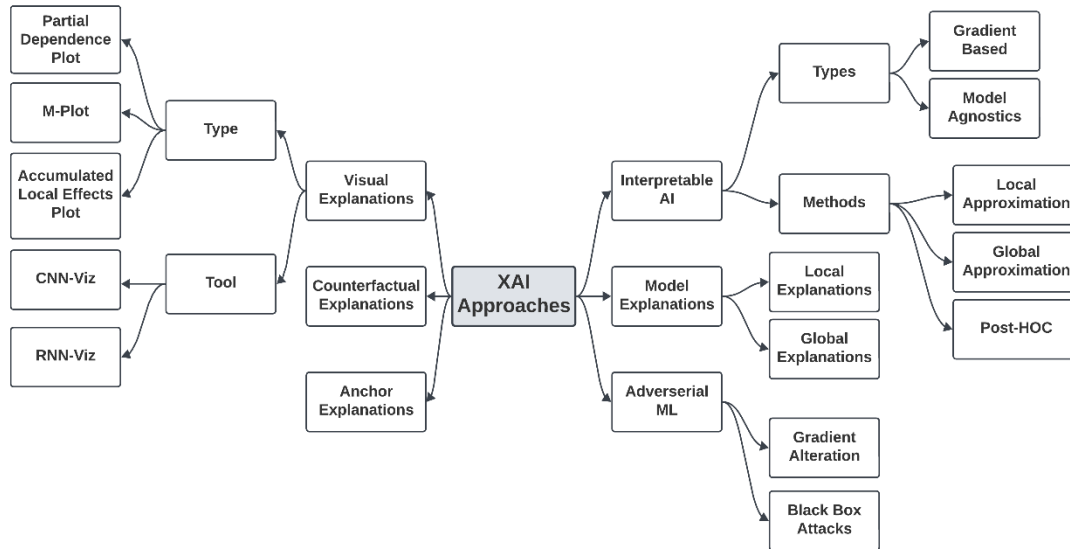 Partial
Dependence
Plot
M-Plot
Accumulated
Local Effects
Plot
CNN-Viz
RNN-Viz
Type
Tool
Visual
Explanations
Counterfactual
Explanations
Anchor
Explanations
XAI
Approaches
Interpretable
AI
Model
Explanations
Adverserial
ML
Types
Methods
Local
Explanations
Global
Explanations
Gradient
Alteration
Black Box
Attacks
Gradient
Based
Model
Agnostics
Local
Approximation
Global
Approximation
Post-HOC